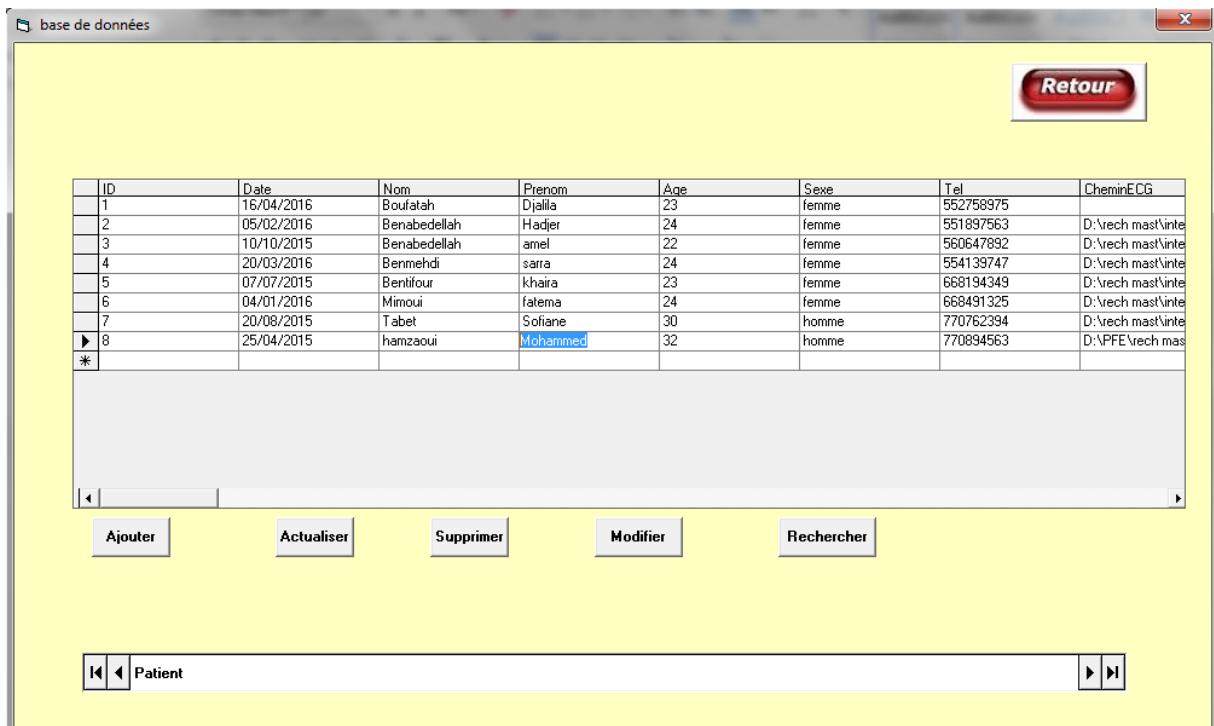 base de données
Retour
ID Date Nom Prenom Age Sexe Tel CheminECG
1 16/04/2016 Boufatah Djalila 23 femme 552758975
2 05/02/2016 Benabedellah Hadjer 24 femme 551897563 D:\rech mast\inte
3 10/10/2015 Benabedellah amel 22 femme 560647892 D:\rech mast\inte
4 20/03/2016 Benmehdi sarra 24 femme 554139747 D:\rech mast\inte
5 07/07/2015 Bentifour khaira 23 femme 668194349 D:\rech mast\inte
6 04/01/2016 Mimoui fatema 24 femme 668491325 D:\rech mast\inte
7 20/08/2015 Tabet Sofiane 30 homme 770762394 D:\rech mast\inte
8 25/04/2015 hamzaoui Mohammed 32 homme 770894563 D:\PFE\rech mas
Ajouter Actualiser Supprimer Modifier Rechercher
Patient